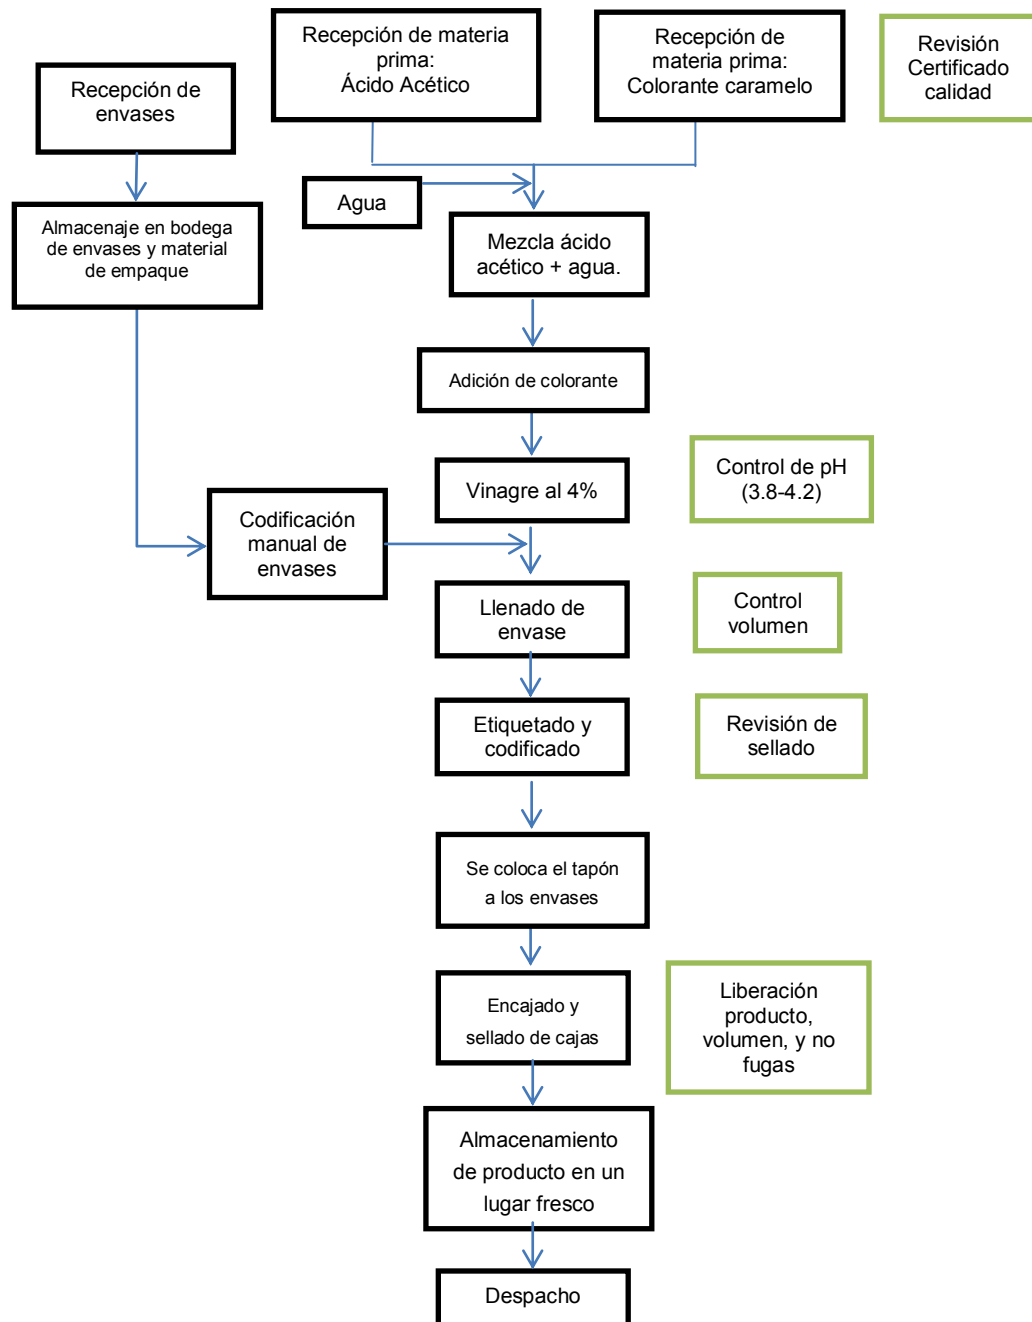 Recepción de materia
prima:
Ácido Acético
Recepción de
materia prima:
Colorante caramelo
Revisión
Certificado
calidad
Recepción de
envases
Agua
Almacenaje en bodega
de envases y material
de empaque
Mezcla ácido
acético + agua.
Adición de colorante
Vinagre al 4%
Control de pH
(3.8-4.2)
Codificación
manual de
envases
Llenado de
envase
Control
volumen
Etiquetado y
codificado
Revisión de
sellado
Se coloca el tapón
a los envases
Encajado y
sellado de cajas
Liberación
producto,
volumen, y no
fugas
Almacenamiento
de producto en un
lugar fresco
Despacho